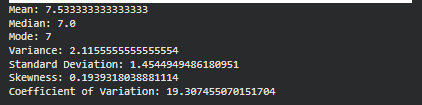 Mean: 7.533333333333333
Median: 7.0
Mode: 7
Variance: 2.1155555555555554
Standard Deviation: 1.4544949486180951
Skewness: 0.1939318038881114
Coefficient of Variation: 19.307455070151704